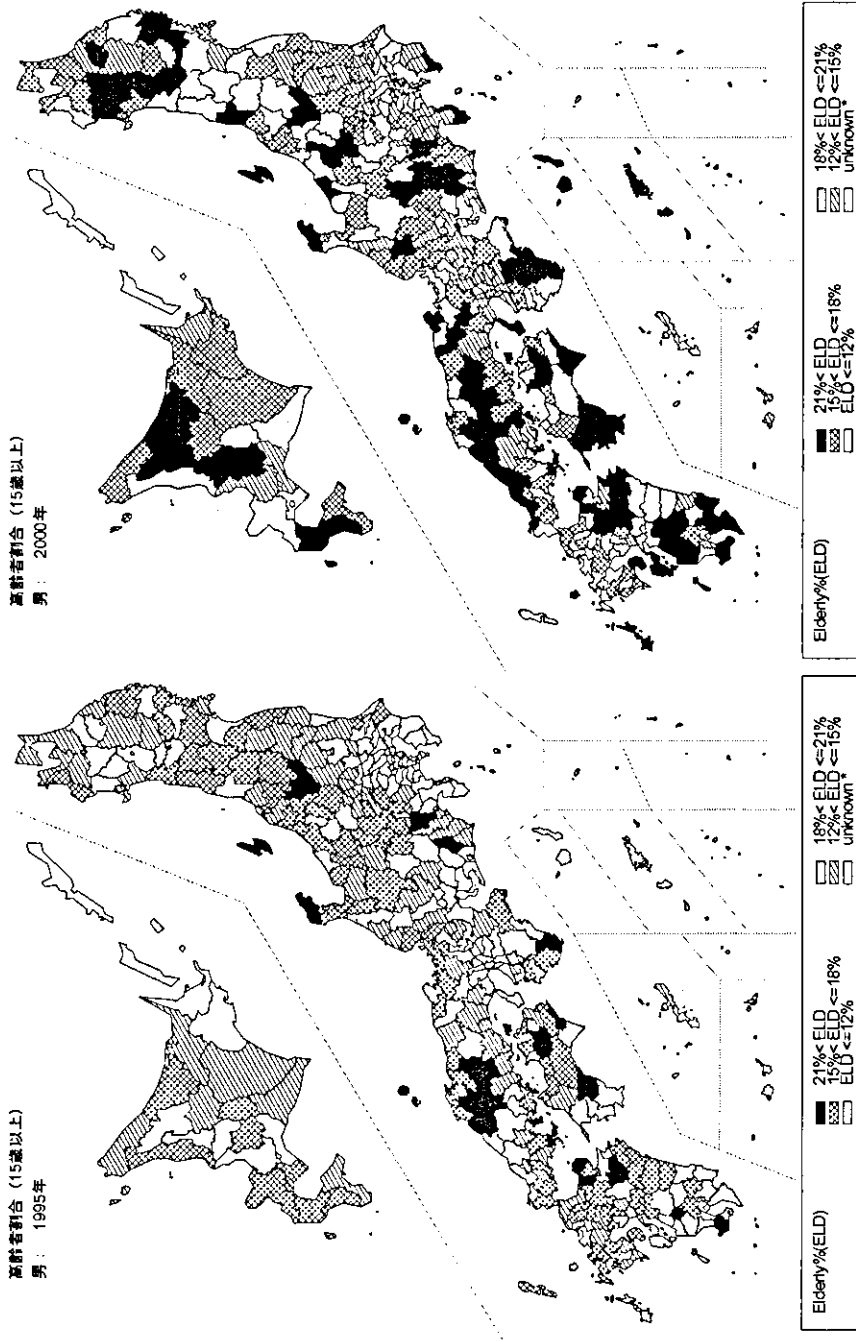 高齢者割合 (15歳以上)
男: 1995年
Elderly%(ELD)
21%< ELD
15%< ELD <=18%
ELD <=12%
18%< ELD <=21%
12%< ELD <=15%
unknown*
高齢者割合 (15歳以上)
男: 2000年
Elderly%(ELD)
21%< ELD
15%< ELD <=18%
ELD <=12%
18%< ELD <=21%
12%< ELD <=15%
unknown*